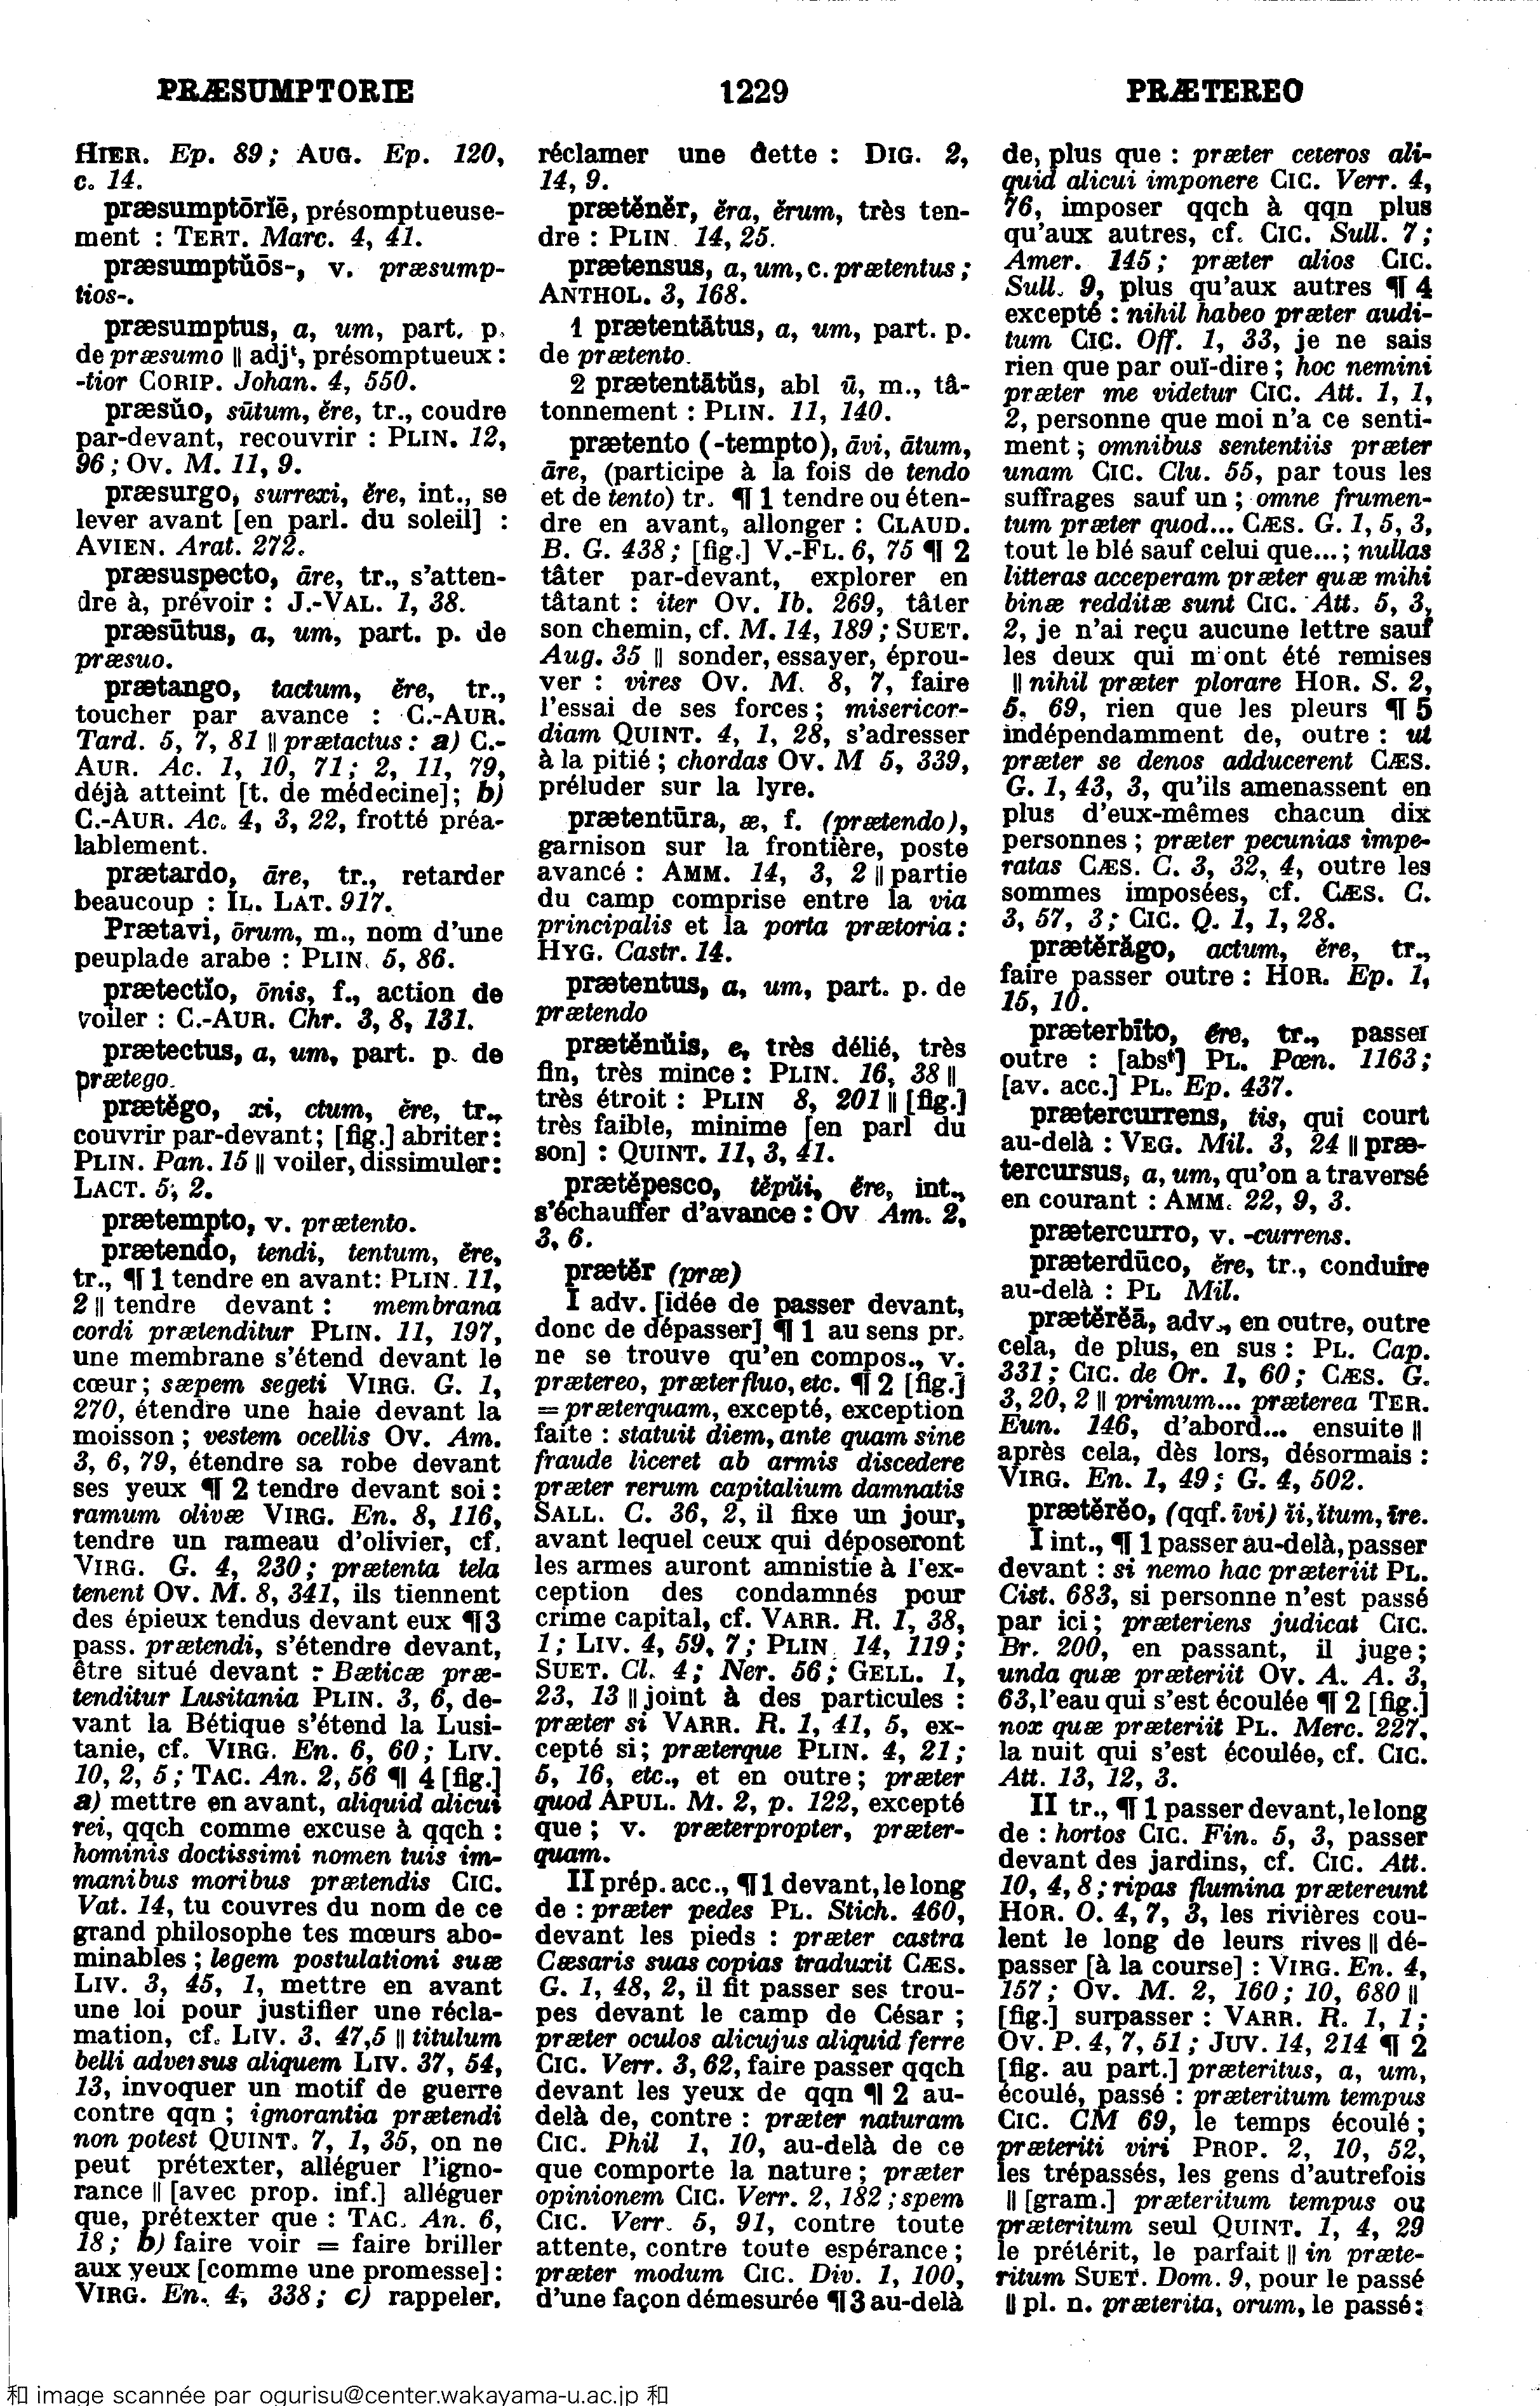 PRÆSUMPTORIE
1229
PRÆTEREO
HIER. Ep. 89; AUG. Ep. 120,
c. 14.
præsumptōrĭē, présomptueuse-
ment : TERT. Marc. 4, 41.
præsumptŭōs-, v. præsump-
tios-.
præsumptus, a, um, part. p.
de præsumo || adjᵗ, présomptueux :
-tior CORIP. Johan. 4, 550.
præsŭo, sūtum, ĕre, tr., coudre
par-devant, recouvrir : PLIN. 12,
96 ; OV. M. 11, 9.
præsurgo, surrexi, ĕre, int., se
lever avant [en parl. du soleil] :
AVIEN. Arat. 272.
præsuspecto, āre, tr., s'atten-
dre à, prévoir : J.-VAL. 1, 38.
præsūtus, a, um, part. p. de
præsuo.
prætango, tactum, ĕre, tr.,
toucher par avance : C.-AUR.
Tard. 5, 7, 81 || prætactus : a) C.-
AUR. Ac. 1, 10, 71; 2, 11, 79,
déjà atteint [t. de médecine]; b)
C.-AUR. Ac. 4, 3, 22, frotté préa-
lablement.
prætardo, āre, tr., retarder
beaucoup : IL. LAT. 917.
Prætavi, ōrum, m., nom d'une
peuplade arabe : PLIN. 5, 86.
prætectĭo, ōnis, f., action de
voiler : C.-AUR. Chr. 3, 8, 131.
prætectus, a, um, part. p. de
prætego.
prætĕgo, xi, ctum, ĕre, tr.,
couvrir par-devant; [fig.] abriter :
PLIN. Pan. 15 || voiler, dissimuler :
LACT. 5, 2.
prætempto, v. prætento.
prætendo, tendi, tentum, ĕre,
tr., ¶ 1 tendre en avant: PLIN. 11,
2 || tendre devant : membrana
cordi prætenditur PLIN. 11, 197,
une membrane s'étend devant le
cœur ; sæpem segeti VIRG. G. 1,
270, étendre une haie devant la
moisson ; vestem ocellis OV. Am.
3, 6, 79, étendre sa robe devant
ses yeux ¶ 2 tendre devant soi :
ramum olivæ VIRG. En. 8, 116,
tendre un rameau d'olivier, cf.
VIRG. G. 4, 230 ; prætenta tela
tenent OV. M. 8, 341, ils tiennent
des épieux tendus devant eux ¶ 3
pass. prætendi, s'étendre devant,
être situé devant : Bæticæ præ-
tenditur Lusitania PLIN. 3, 6, de-
vant la Bétique s'étend la Lusi-
tanie, cf. VIRG. En. 6, 60 ; LIV.
10, 2, 5 ; TAC. An. 2, 56 ¶ 4 [fig.]
a) mettre en avant, aliquid alicui
rei, qqch comme excuse à qqch :
hominis doctissimi nomen tuis im-
manibus moribus prætendis CIC.
Vat. 14, tu couvres du nom de ce
grand philosophe tes mœurs abo-
minables ; legem postulationi suæ
LIV. 3, 45, 1, mettre en avant
une loi pour justifier une récla-
mation, cf. LIV. 3, 47,5 || titulum
belli adversus aliquem LIV. 37, 54,
13, invoquer un motif de guerre
contre qqn ; ignorantia prætendi
non potest QUINT. 7, 1, 35, on ne
peut prétexter, alléguer l'igno-
rance || [avec prop. inf.] alléguer
que, prétexter que : TAC. An. 6,
18 ; b) faire voir = faire briller
aux yeux [comme une promesse] :
VIRG. En. 4, 338 ; c) rappeler,
réclamer une dette : DIG. 2,
14, 9.
prætĕnĕr, ĕra, ĕrum, très ten-
dre : PLIN. 14, 25.
prætensus, a, um, c. prætentus ;
ANTHOL. 3, 168.
1 prætentātus, a, um, part. p.
de prætento.
2 prætentātŭs, abl ū, m., tâ-
tonnement : PLIN. 11, 140.
prætento (-tempto), āvi, ātum,
āre, (participe à la fois de tendo
et de tento) tr. ¶ 1 tendre ou éten-
dre en avant, allonger : CLAUD.
B. G. 438 ; [fig.] V.-FL. 6, 75 ¶ 2
tâter par-devant, explorer en
tâtant : iter OV. Ib. 269, tâter
son chemin, cf. M. 14, 189 ; SUET.
Aug. 35 || sonder, essayer, éprou-
ver : vires OV. M. 8, 7, faire
l'essai de ses forces ; misericor-
diam QUINT. 4, 1, 28, s'adresser
à la pitié ; chordas OV. M 5, 339,
préluder sur la lyre.
prætentūra, æ, f. (prætendo),
garnison sur la frontière, poste
avancé : AMM. 14, 3, 2 || partie
du camp comprise entre la via
principalis et la porta prætoria :
HYG. Castr. 14.
prætentus, a, um, part. p. de
prætendo
prætĕnŭis, e, très délié, très
fin, très mince : PLIN. 16, 38 ||
très étroit : PLIN 8, 201 || [fig.]
très faible, minime [en parl du
son] : QUINT. 11, 3, 41.
prætĕpesco, tĕpŭi, ĕre, int.,
s'échauffer d'avance : OV Am. 2,
3, 6.
prætĕr (præ)
I adv. [idée de passer devant,
donc de dépasser] ¶ 1 au sens pr.
ne se trouve qu'en compos., v.
prætereo, præterfluo, etc. ¶ 2 [fig.]
= præterquam, excepté, exception
faite : statuit diem, ante quam sine
fraude liceret ab armis discedere
præter rerum capitalium damnatis
SALL. C. 36, 2, il fixe un jour,
avant lequel ceux qui déposeront
les armes auront amnistie à l'ex-
ception des condamnés pour
crime capital, cf. VARR. R. 1, 38,
1 ; LIV. 4, 59, 7 ; PLIN 14, 119 ;
SUET. Cl. 4 ; Ner. 56 ; GELL. 1,
23, 13 || joint à des particules :
præter si VARR. R. 1, 41, 5, ex-
cepté si ; præterque PLIN. 4, 21 ;
5, 16, etc., et en outre ; præter
quod APUL. M. 2, p. 122, excepté
que ; v. præterpropter, præter-
quam.
II prép. acc., ¶ 1 devant, le long
de : præter pedes PL. Stich. 460,
devant les pieds : præter castra
Cæsaris suas copias traduxit CÆS.
G. 1, 48, 2, il fit passer ses trou-
pes devant le camp de César ;
præter oculos alicujus aliquid ferre
CIC. Verr. 3, 62, faire passer qqch
devant les yeux de qqn ¶ 2 au-
delà de, contre : præter naturam
CIC. Phil 1, 10, au-delà de ce
que comporte la nature ; præter
opinionem CIC. Verr. 2, 182 ; spem
CIC. Verr. 5, 91, contre toute
attente, contre toute espérance ;
præter modum CIC. Div. 1, 100,
d'une façon démesurée ¶ 3 au-delà
de, plus que : præter ceteros ali-
quid alicui imponere CIC. Verr. 4,
76, imposer qqch à qqn plus
qu'aux autres, cf. CIC. Sull. 7 ;
Amer. 145 ; præter alios CIC.
Sull. 9, plus qu'aux autres ¶ 4
excepté : nihil habeo præter audi-
tum CIC. Off. 1, 33, je ne sais
rien que par ouï-dire ; hoc nemini
præter me videtur CIC. Att. 1, 1,
2, personne que moi n'a ce senti-
ment ; omnibus sententiis præter
unam CIC. Clu. 55, par tous les
suffrages sauf un ; omne frumen-
tum præter quod... CÆS. G. 1, 5, 3,
tout le blé sauf celui que... ; nullas
litteras acceperam præter quæ mihi
binæ redditæ sunt CIC. Att. 5, 3,
2, je n'ai reçu aucune lettre sauf
les deux qui m'ont été remises
|| nihil præter plorare HOR. S. 2,
5, 69, rien que les pleurs ¶ 5
indépendamment de, outre : ut
præter se denos adducerent CÆS.
G. 1, 43, 3, qu'ils amenassent en
plus d'eux-mêmes chacun dix
personnes ; præter pecunias impe-
ratas CÆS. C. 3, 32, 4, outre les
sommes imposées, cf. CÆS. C.
3, 57, 3 ; CIC. Q. 1, 1, 28.
prætĕrăgo, actum, ĕre, tr.,
faire passer outre : HOR. Ep. 1,
15, 10.
præterbīto, ĕre, tr., passer
outre : [absᵗ] PL. Pœn. 1163 ;
[av. acc.] PL. Ep. 437.
prætercurrens, tis, qui court
au-delà : VEG. Mil. 3, 24 || præ-
tercursus, a, um, qu'on a traversé
en courant : AMM. 22, 9, 3.
prætercurro, v. -currens.
præterdūco, ĕre, tr., conduire
au-delà : PL Mil.
prætĕrĕā, adv., en outre, outre
cela, de plus, en sus : PL. Cap.
331 ; CIC. de Or. 1, 60 ; CÆS. G.
3, 20, 2 || primum... præterea TER.
Eun. 146, d'abord... ensuite ||
après cela, dès lors, désormais :
VIRG. En. 1, 49 ; G. 4, 502.
prætĕrĕo, (qqf. īvi) ĭi, ĭtum, īre.
I int., ¶ 1 passer au-delà, passer
devant : si nemo hac præteriit PL.
Cist. 683, si personne n'est passé
par ici ; præteriens judicat CIC.
Br. 200, en passant, il juge ;
unda quæ præteriit OV. A. A. 3,
63, l'eau qui s'est écoulée ¶ 2 [fig.]
nox quæ præteriit PL. Merc. 227,
la nuit qui s'est écoulée, cf. CIC.
Att. 13, 12, 3.
II tr., ¶ 1 passer devant, le long
de : hortos CIC. Fin. 5, 3, passer
devant des jardins, cf. CIC. Att.
10, 4, 8 ; ripas flumina prætereunt
HOR. O. 4, 7, 3, les rivières cou-
lent le long de leurs rives || dé-
passer [à la course] : VIRG. En. 4,
157 ; OV. M. 2, 160 ; 10, 680 ||
[fig.] surpasser : VARR. R. 1, 1 ;
OV. P. 4, 7, 51 ; JUV. 14, 214 ¶ 2
[fig. au part.] præteritus, a, um,
écoulé, passé : præteritum tempus
CIC. CM 69, le temps écoulé ;
præteriti viri PROP. 2, 10, 52,
les trépassés, les gens d'autrefois
|| [gram.] præteritum tempus ou
præteritum seul QUINT. 1, 4, 29
le prétérit, le parfait || in præte-
ritum SUET. Dom. 9, pour le passé
|| pl. n. præterita, orum, le passé :
和 image scannée par ogurisu@center.wakayama-u.ac.jp 和